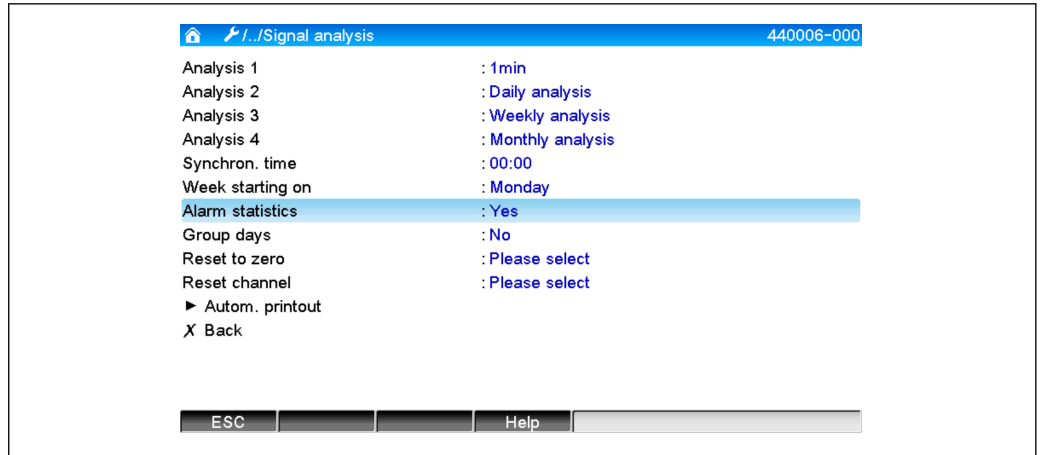 /../Signal analysis 440006-000
Analysis 1 : 1min
Analysis 2 : Daily analysis
Analysis 3 : Weekly analysis
Analysis 4 : Monthly analysis
Synchron. time : 00:00
Week starting on : Monday
Alarm statistics : Yes
Group days : No
Reset to zero : Please select
Reset channel : Please select
► Autom. printout
X Back
ESC Help